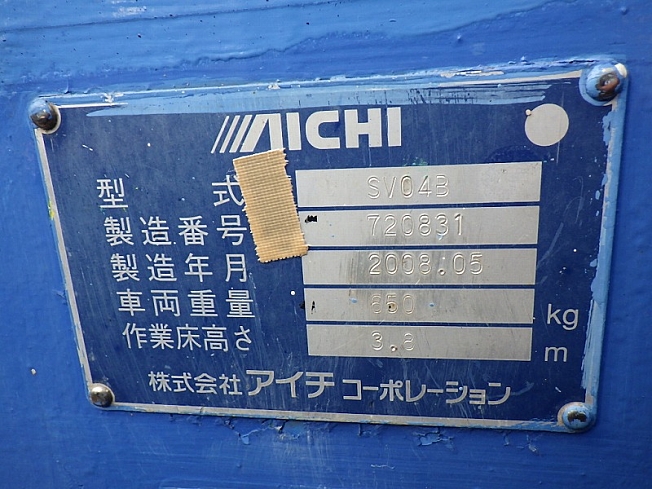 AICHI
型式 SV04B
製造番号 720831
製造年月 2008.05
車両重量 650 kg
作業床高さ 3.8 m
株式会社 アイチ コーポレーション